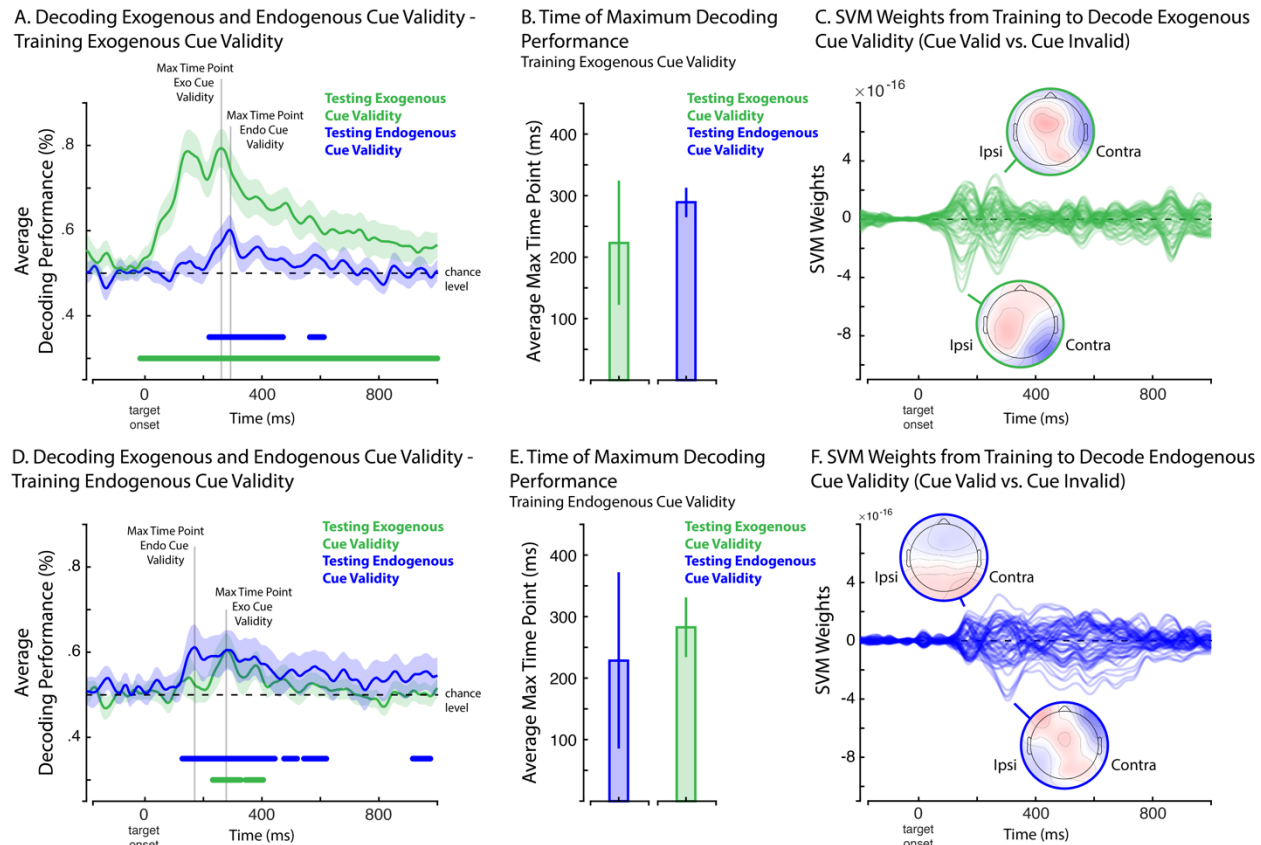 A. Decoding Exogenous and Endogenous Cue Validity -
Training Exogenous Cue Validity
Max Time Point
Exo Cue
Validity
Max Time Point
Endo Cue
Validity
Testing Exogenous
Cue Validity
Testing Endogenous
Cue Validity
Average
Decoding Performance (%)
.8
.6
.4
chance
level
0
400
800
target
onset
Time (ms)
B. Time of Maximum Decoding
Performance
Training Exogenous Cue Validity
Testing Exogenous
Cue Validity
Testing Endogenous
Cue Validity
Average Max Time Point (ms)
400
300
200
100
C. SVM Weights from Training to Decode Exogenous
Cue Validity (Cue Valid vs. Cue Invalid)
×10⁻¹⁶
SVM Weights
4
0
-4
-8
Ipsi
Contra
Ipsi
Contra
0
400
800
target
onset
Time (ms)
D. Decoding Exogenous and Endogenous Cue Validity -
Training Endogenous Cue Validity
Max Time Point
Endo Cue
Validity
Max Time Point
Exo Cue
Validity
Testing Exogenous
Cue Validity
Testing Endogenous
Cue Validity
Average
Decoding Performance (%)
.8
.6
.4
chance
level
0
400
800
target
onset
Time (ms)
E. Time of Maximum Decoding
Performance
Training Endogenous Cue Validity
Testing Exogenous
Cue Validity
Testing Endogenous
Cue Validity
Average Max Time Point (ms)
400
300
200
100
F. SVM Weights from Training to Decode Endogenous
Cue Validity (Cue Valid vs. Cue Invalid)
×10⁻¹⁶
SVM Weights
4
0
-4
-8
Ipsi
Contra
Ipsi
Contra
0
400
800
target
onset
Time (ms)